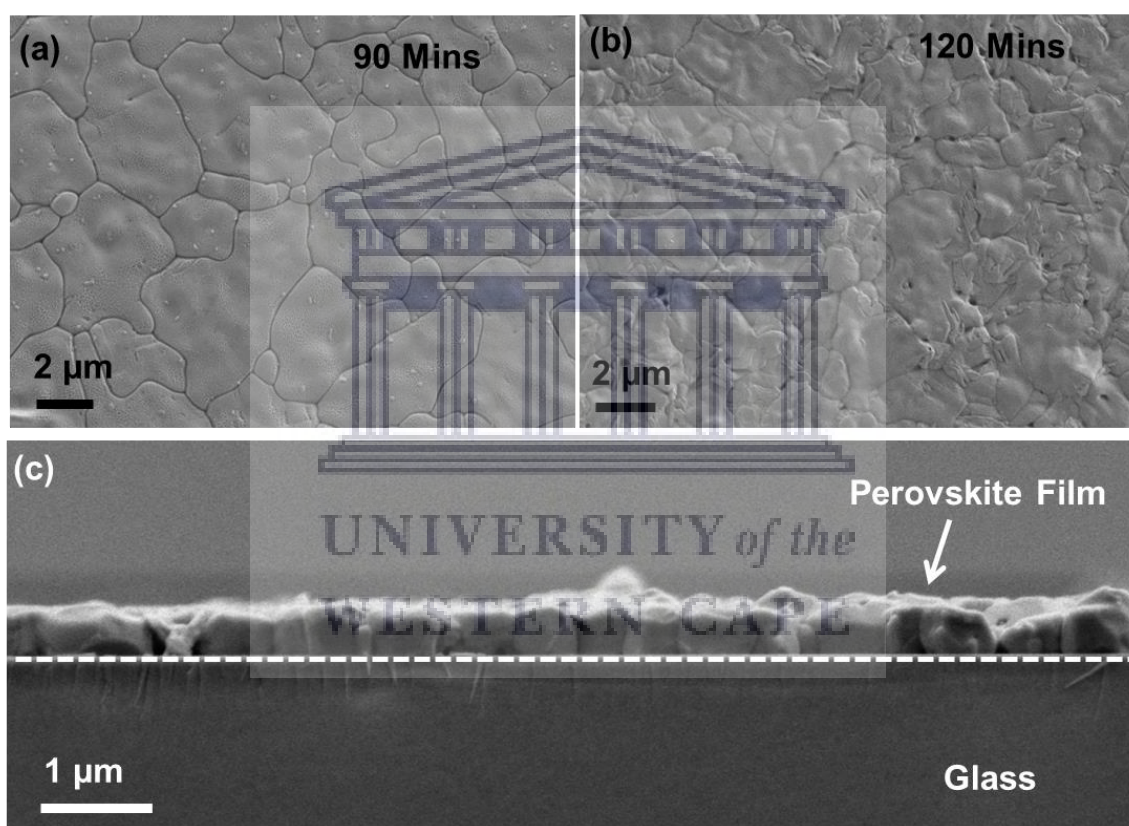 (a)
90 Mins
2 µm
(b)
120 Mins
2 µm
(c)
Perovskite Film
UNIVERSITY of the
WESTERN CAPE
1 µm
Glass